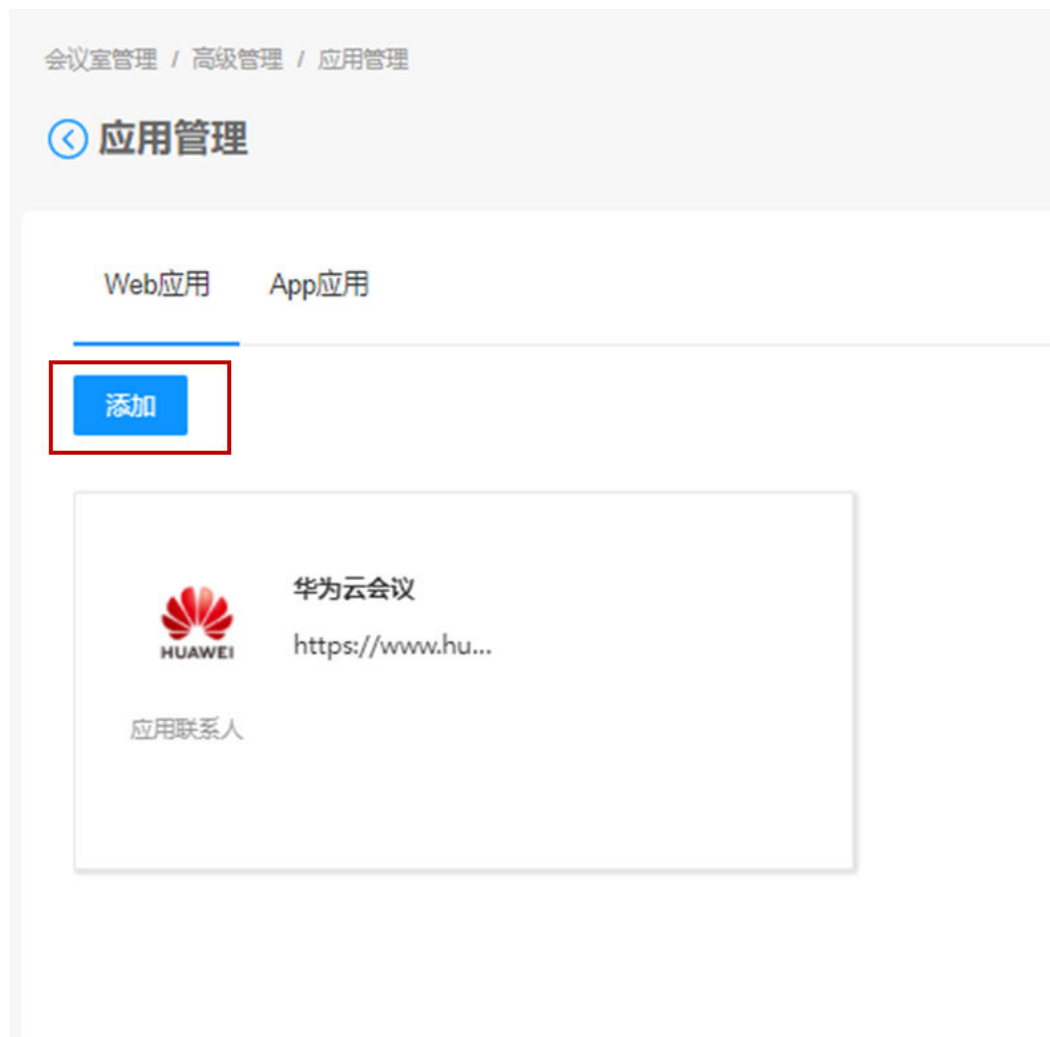 会议室管理 / 高级管理 / 应用管理
应用管理
Web应用 App应用
添加
华为云会议
HUAWEI
https://www.hu...
应用联系人